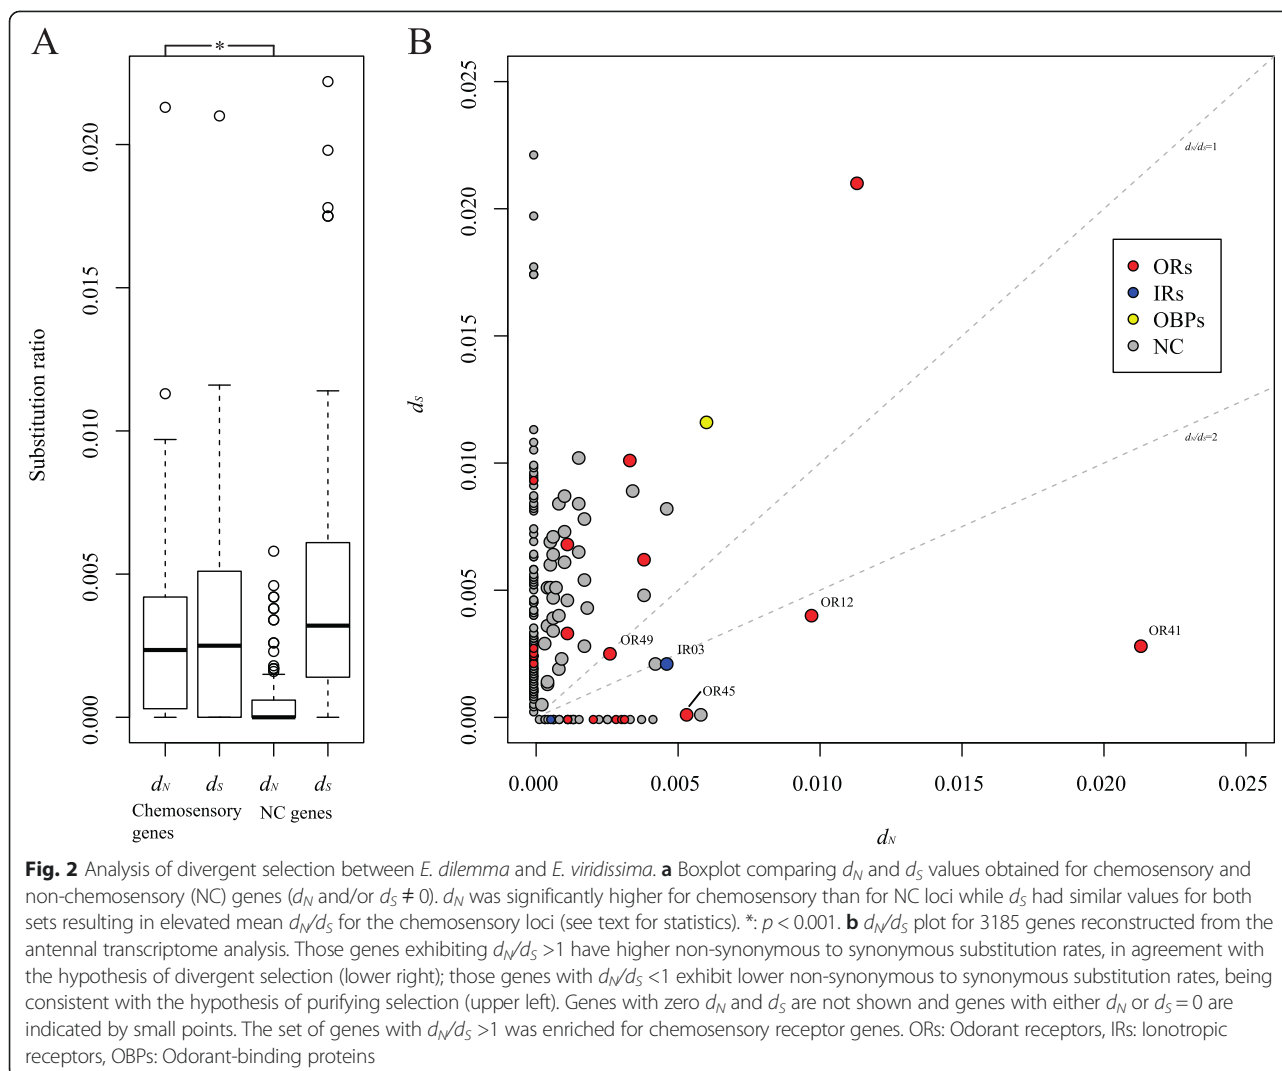 A
B
*
0.020
0.015
0.010
0.005
0.000
Substitution ratio
dN dS dN dS
Chemosensory genes
NC genes
0.025
0.020
0.015
0.010
0.005
0.000
dS
dN/dS=1
ORs
IRs
OBPs
NC
dN/dS=2
OR12
OR41
OR49
IR03
OR45
0.000 0.005 0.010 0.015 0.020 0.025
dN
Fig. 2 Analysis of divergent selection between E. dilemma and E. viridissima. a Boxplot comparing dN and dS values obtained for chemosensory and
non-chemosensory (NC) genes (dN and/or dS ≠ 0). dN was significantly higher for chemosensory than for NC loci while dS had similar values for both
sets resulting in elevated mean dN/dS for the chemosensory loci (see text for statistics). *: p < 0.001. b dN/dS plot for 3185 genes reconstructed from the
antennal transcriptome analysis. Those genes exhibiting dN/dS >1 have higher non-synonymous to synonymous substitution rates, in agreement with
the hypothesis of divergent selection (lower right); those genes with dN/dS <1 exhibit lower non-synonymous to synonymous substitution rates, being
consistent with the hypothesis of purifying selection (upper left). Genes with zero dN and dS are not shown and genes with either dN or dS = 0 are
indicated by small points. The set of genes with dN/dS >1 was enriched for chemosensory receptor genes. ORs: Odorant receptors, IRs: Ionotropic
receptors, OBPs: Odorant-binding proteins